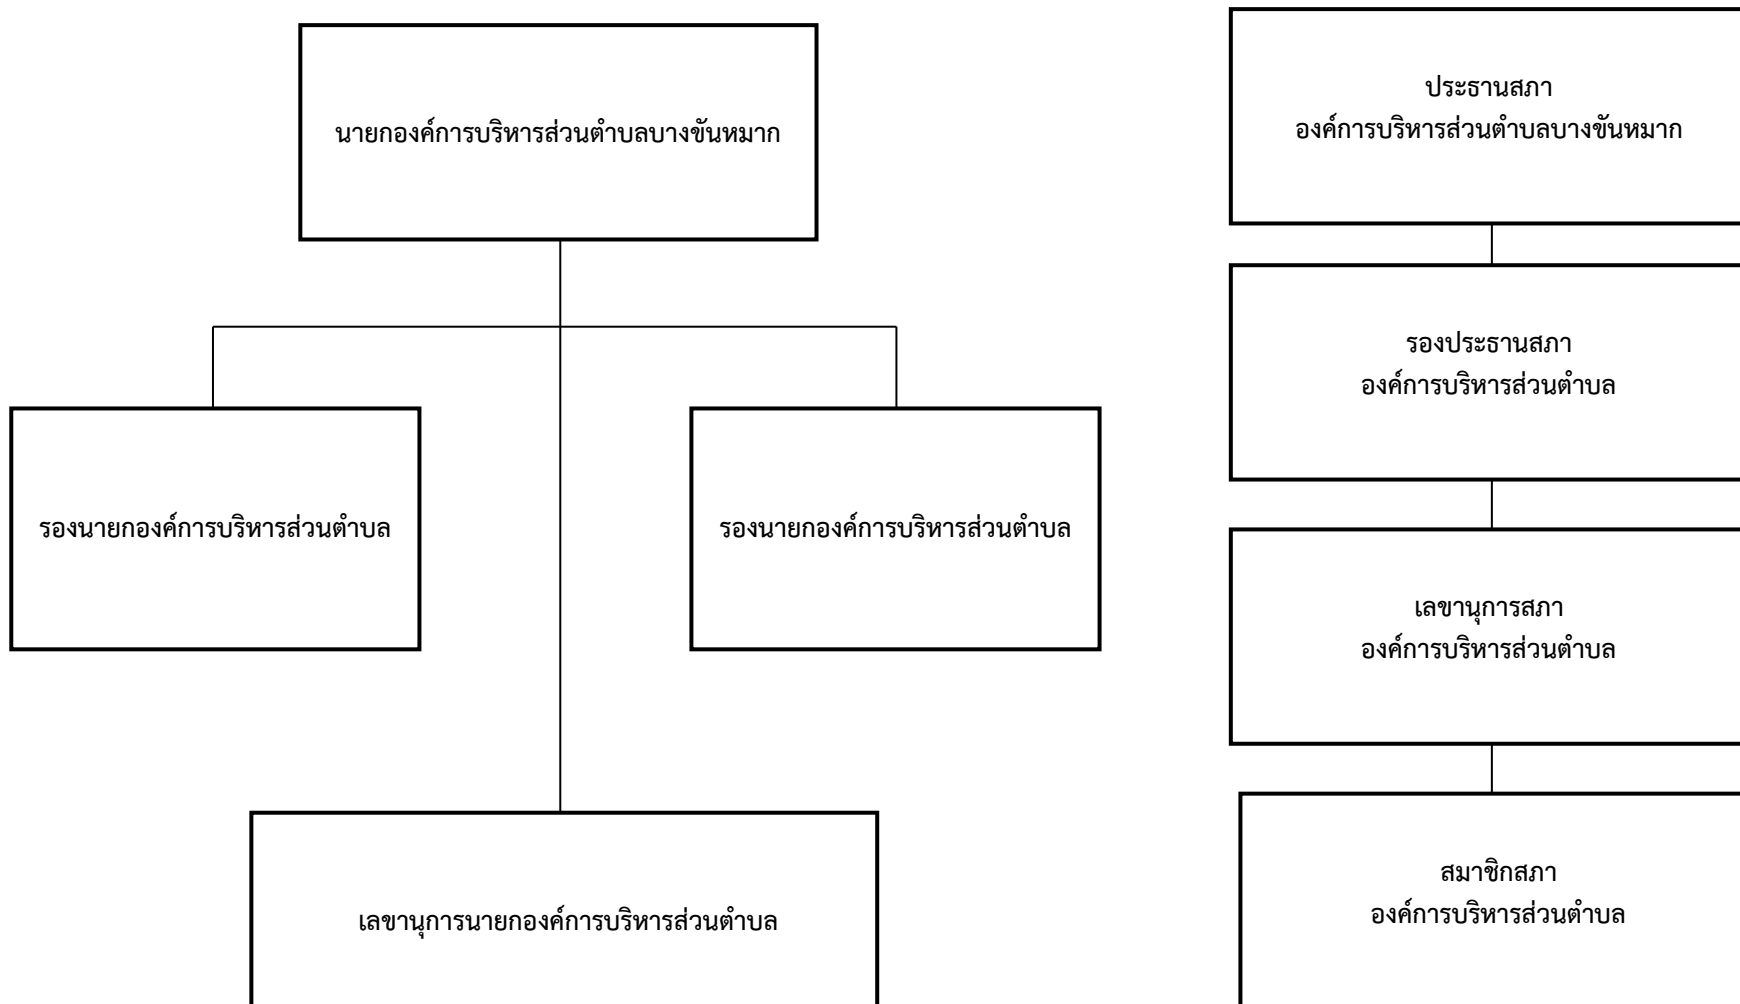 นายกองค์การบริหารส่วนตำบลบางขันหมาก
รองนายกองค์การบริหารส่วนตำบล
รองนายกองค์การบริหารส่วนตำบล
เลขานุการนายกองค์การบริหารส่วนตำบล
ประธานสภา
องค์การบริหารส่วนตำบลบางขันหมาก
รองประธานสภา
องค์การบริหารส่วนตำบล
เลขานุการสภา
องค์การบริหารส่วนตำบล
สมาชิกสภา
องค์การบริหารส่วนตำบล